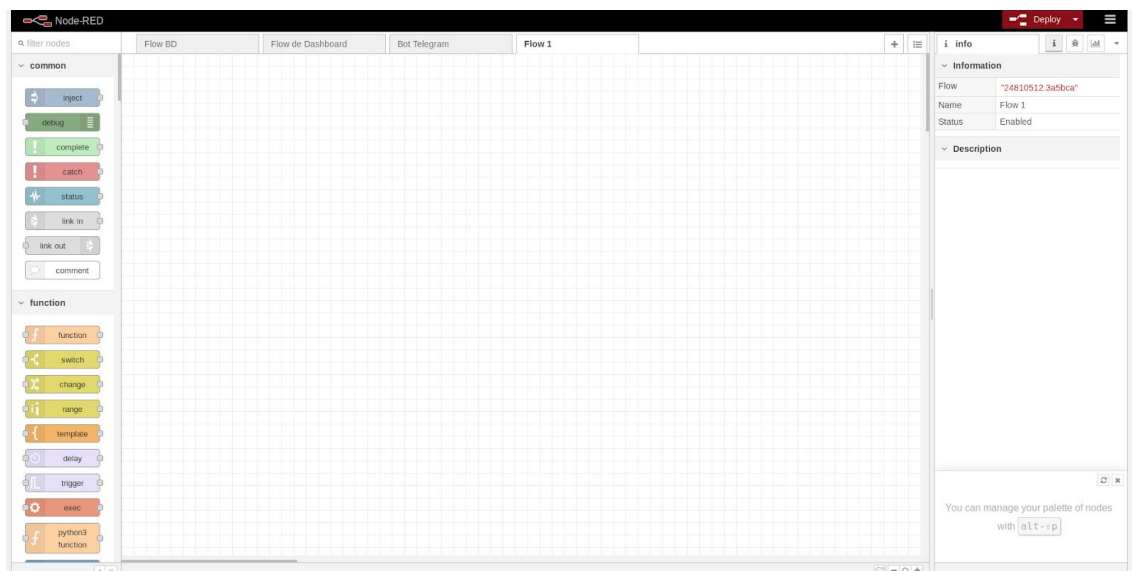 Node-RED
Deploy
filter nodes
Flow BD
Flow de Dashboard
Bot Telegram
Flow 1
i info
i
common
inject
debug
complete
catch
status
link in
link out
comment
function
function
switch
change
range
template
delay
trigger
exec
python3
function
Information
Flow "24810512.3a5bca"
Name Flow 1
Status Enabled
Description
You can manage your palette of nodes
with alt-⇧p